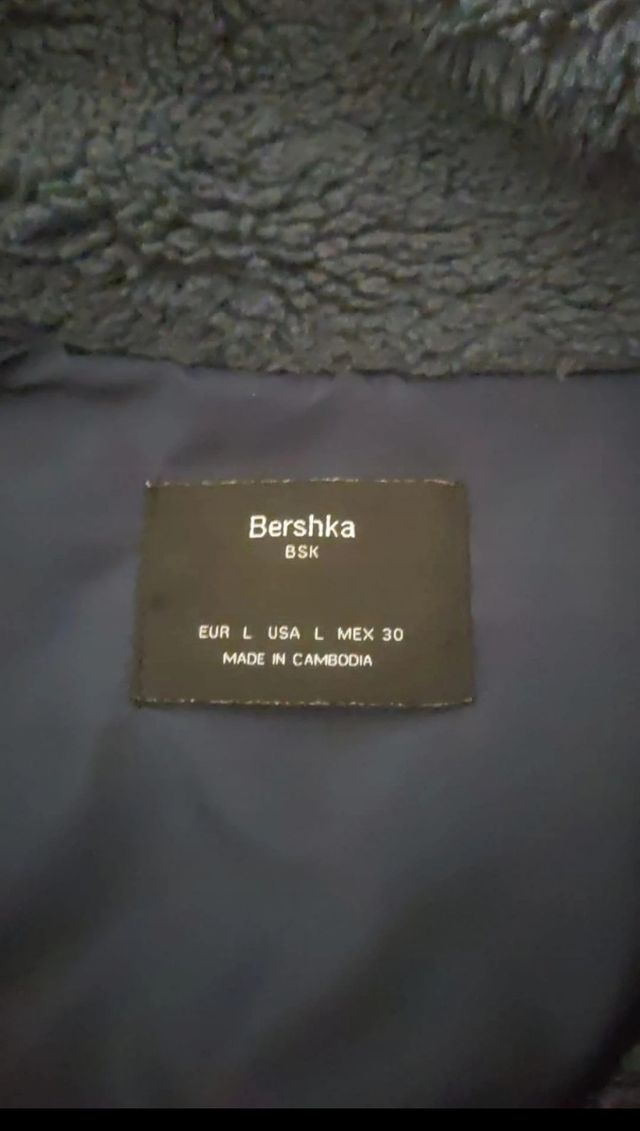 Bershka
BSK
EUR L USA L MEX 30
MADE IN CAMBODIA